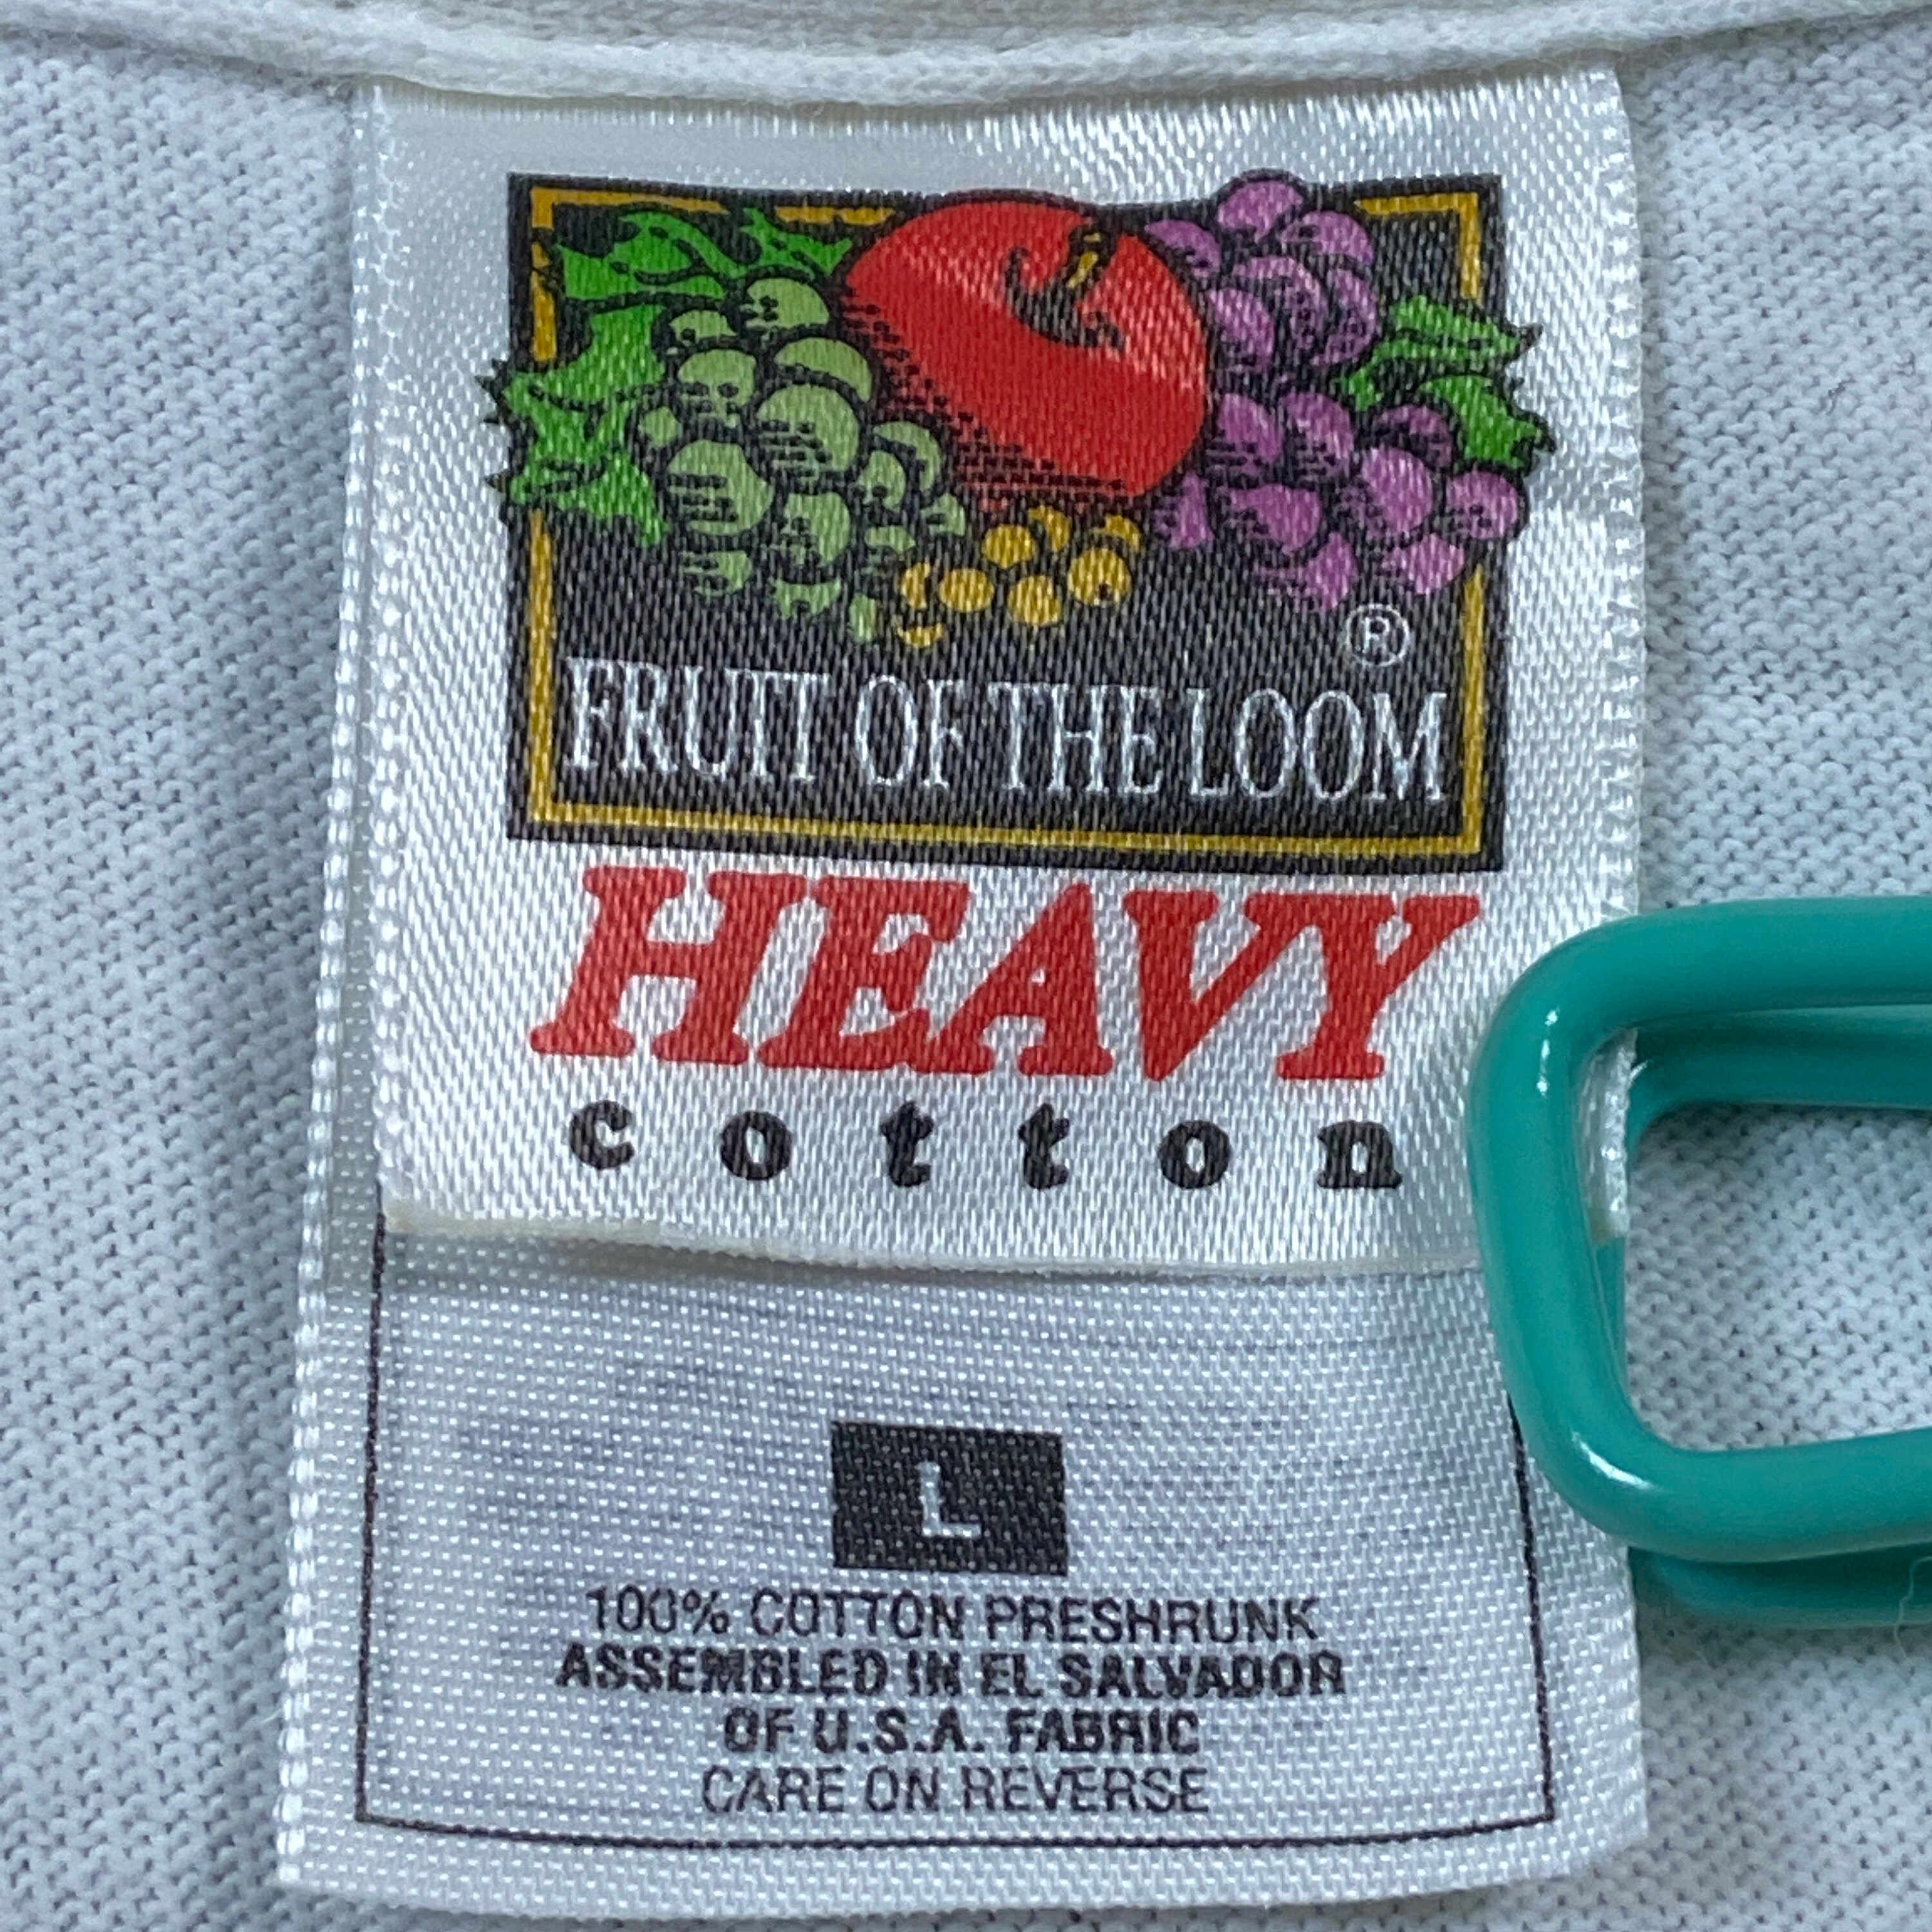 ®
FRUIT OF THE LOOM
HEAVY
cotton
L
100% COTTON PRESHRUNK
ASSEMBLED IN EL SALVADOR
OF U.S.A. FABRIC
CARE ON REVERSE